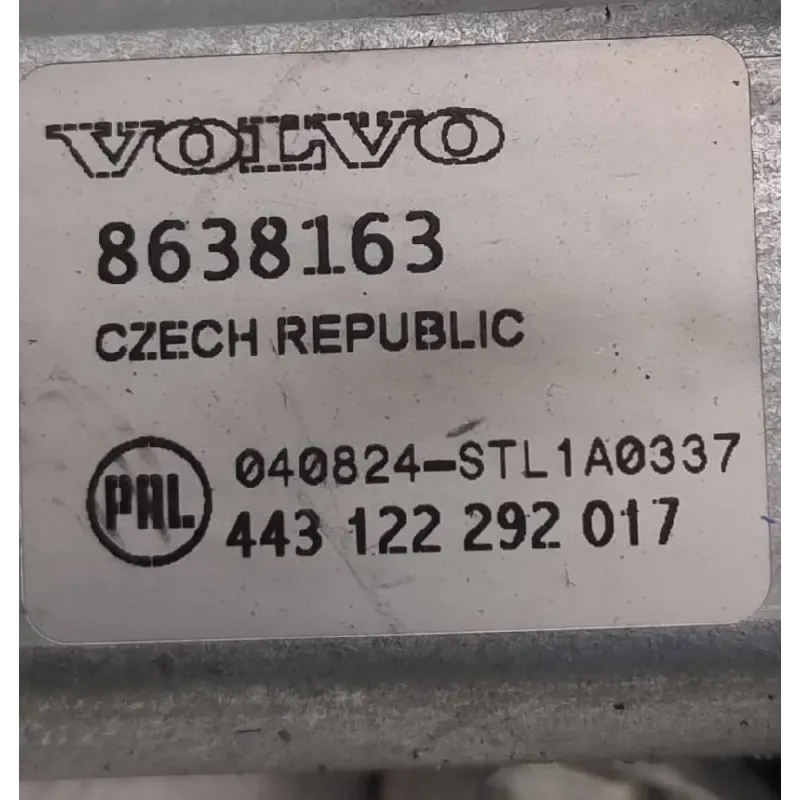 VOLVO
8638163
CZECH REPUBLIC
PAL
040824-STL1A0337
443 122 292 017